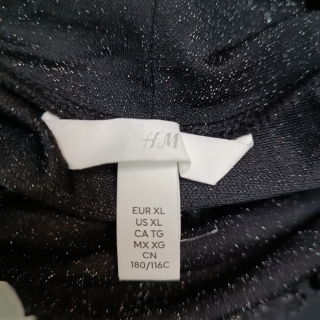 H&M
EUR XL
US XL
CA TG
MX XG
CN
180/116C